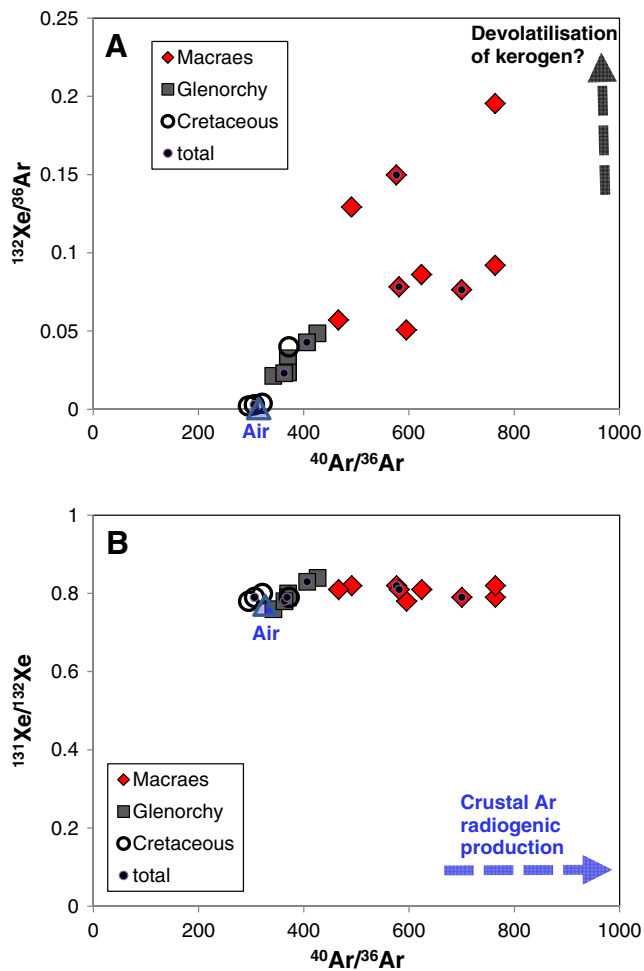 A
Macraes
Glenorchy
Cretaceous
total
Devolatilisation
of kerogen?
0.25
0.2
0.15
0.1
0.05
0
¹³²Xe/³⁶Ar
Air
0 200 400 600 800 1000
⁴⁰Ar/³⁶Ar
B
1
0.8
0.6
0.4
0.2
0
¹³¹Xe/¹³²Xe
Air
Macraes
Glenorchy
Cretaceous
total
Crustal Ar
radiogenic
production
0 200 400 600 800 1000
⁴⁰Ar/³⁶Ar